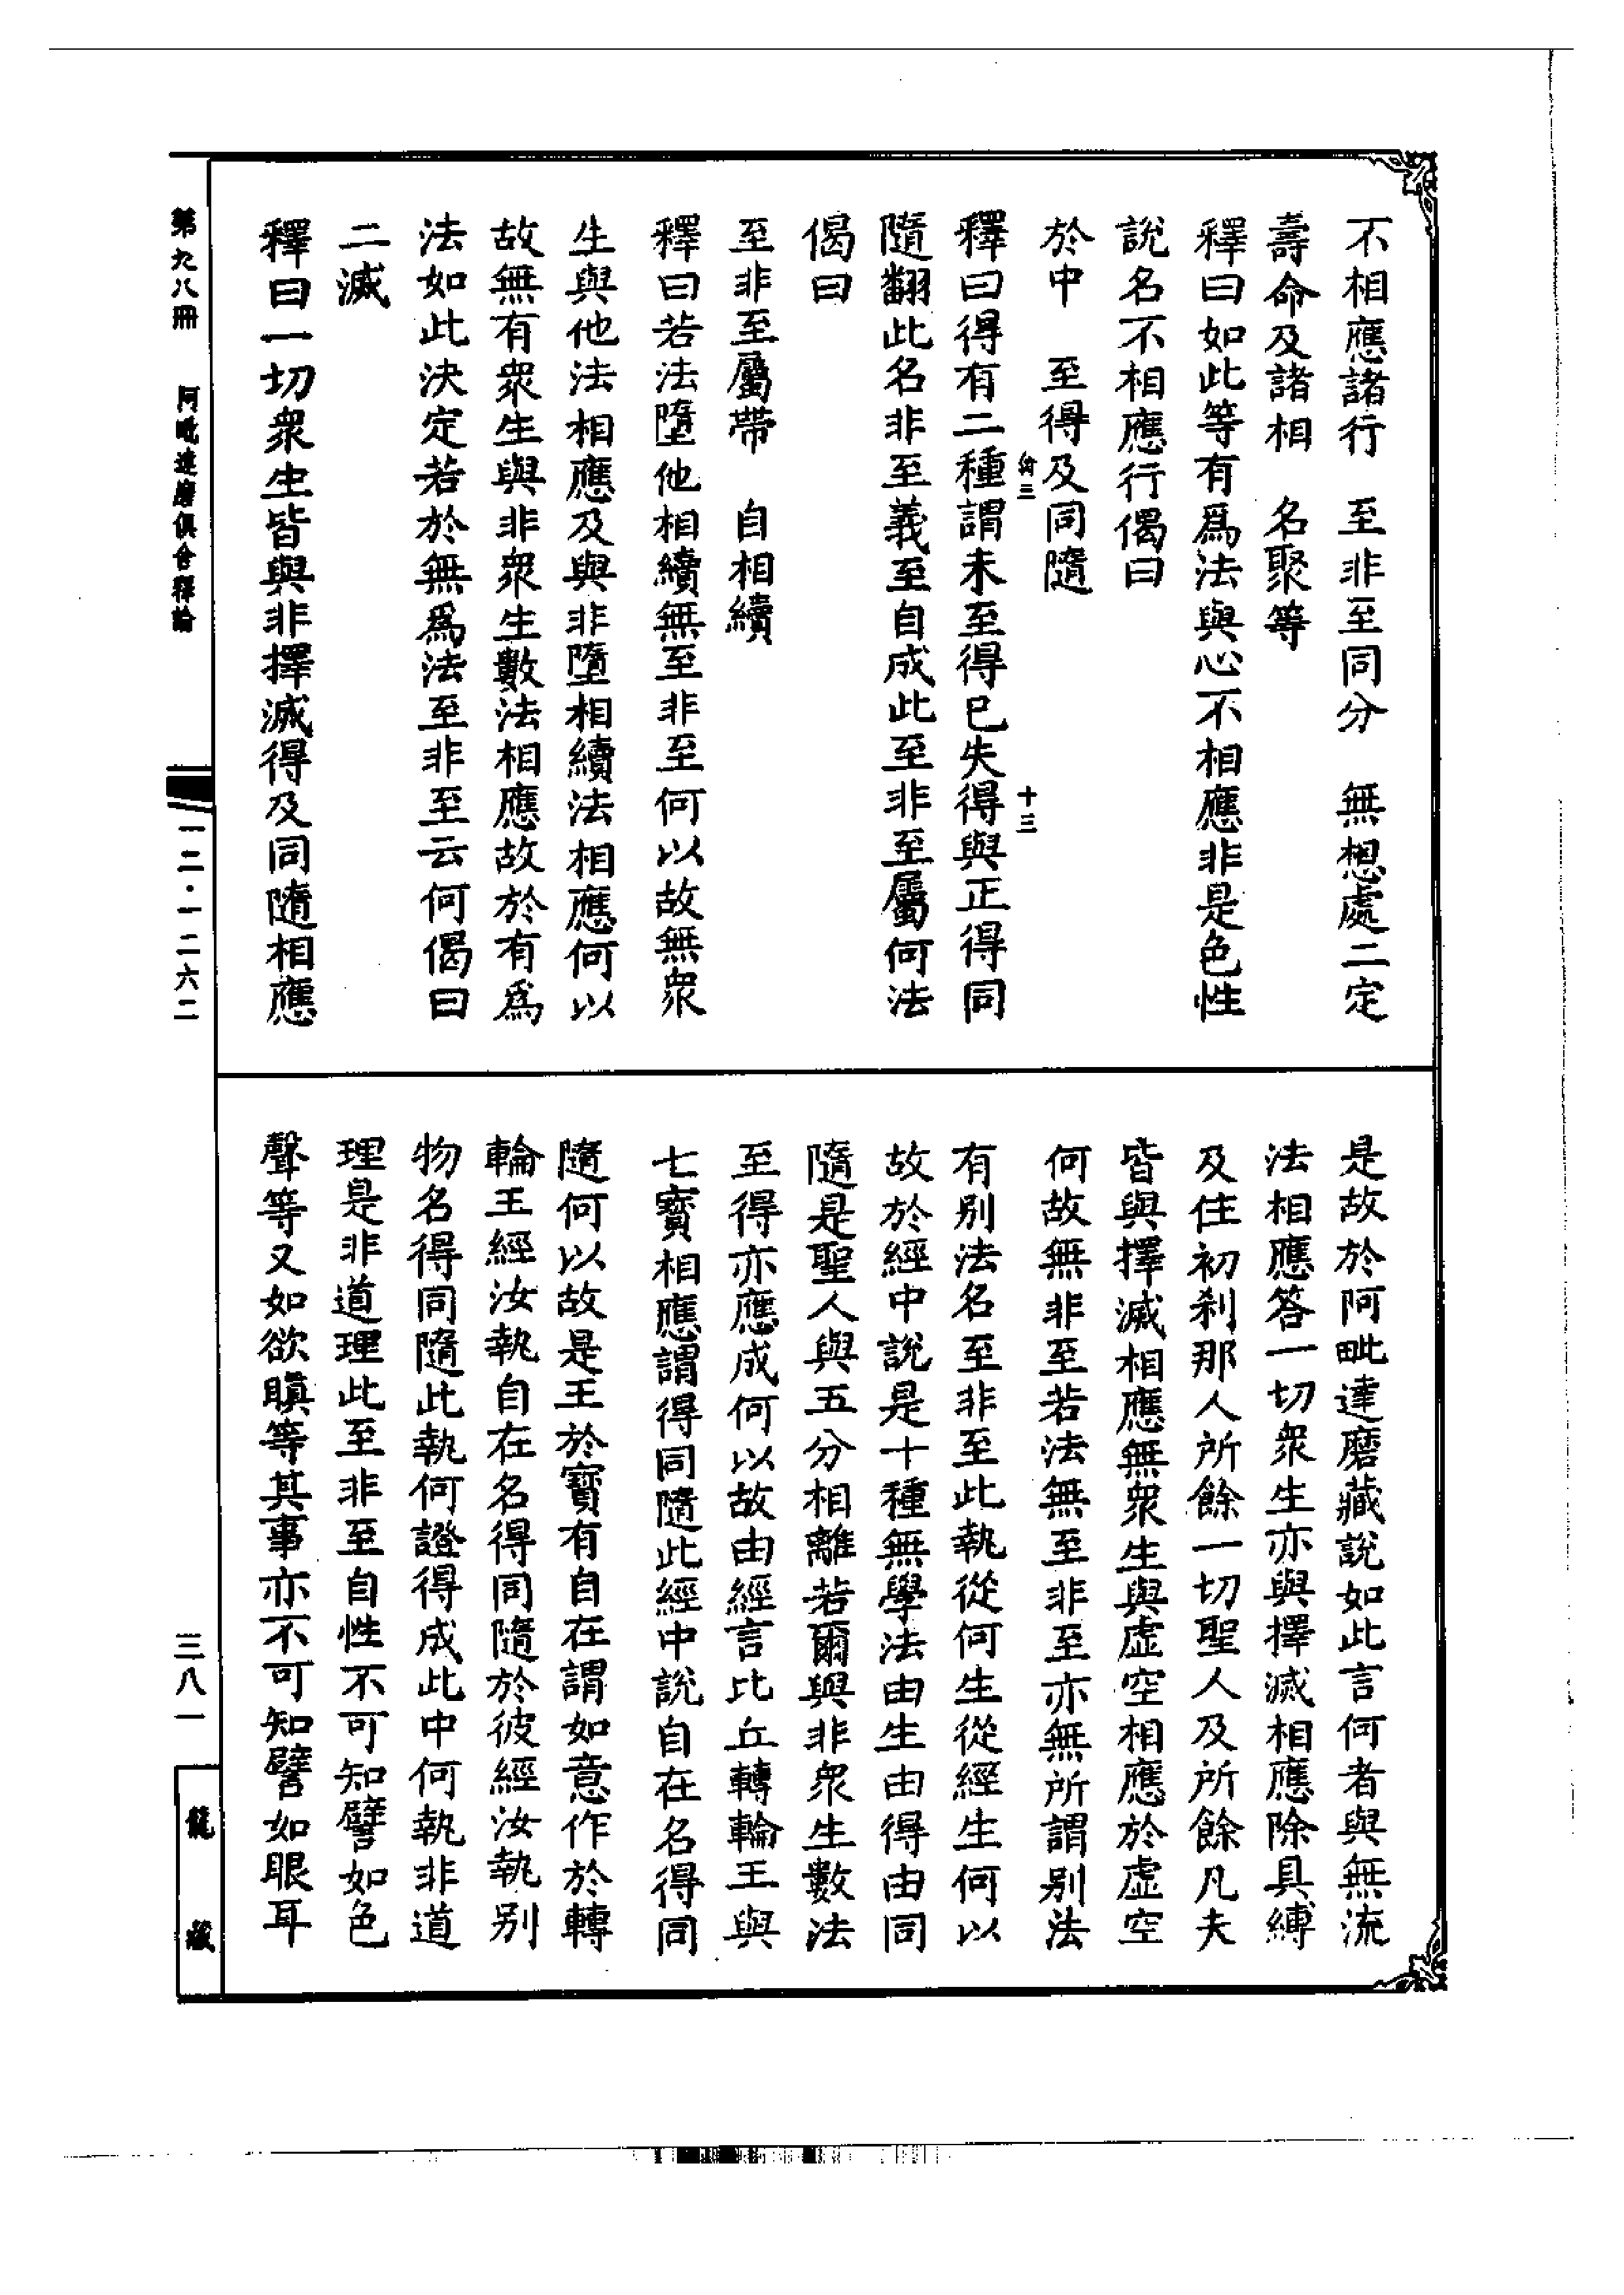 不相應諸行　至非至同分　無想處二定
壽命及諸相　名聚等
釋曰如此等有爲法與心不相應非是色性
說名不相應行偈曰
於中　至得及同隨
釋曰得有二種謂未至得已失得與正得同
隨翻此名非至義至自成此至非至屬何法
偈曰
至非至屬帶　自相續
釋曰若法墮他相續無至非至何以故無衆
生與他法相應及與非墮相續法相應何以
故無有衆生與非衆生數法相應故於有爲
法如此決定若於無爲法至非至云何偈曰
二滅
釋曰一切衆生皆與非擇滅得及同隨相應
是故於阿毗達磨藏說如此言何者與無流
法相應答一切衆生亦與擇滅相應除具縛
及住初刹那人所餘一切聖人及所餘凡夫
皆與擇滅相應無衆生與虛空相應於虛空
何故無非至若法無至非至亦無所謂別法
有別法名至非至此執從何生從經生何以
故於經中說是十種無學法由生由得由同
隨是聖人與五分相離若爾與非衆生數法
至得亦應成何以故由經言比丘轉輪王與
七寶相應謂得同隨此經中說自在名得同
隨何以故是王於寶有自在謂如意作於轉
輪王經汝執自在名得同隨於彼經汝執別
物名得同隨此執何證得成此中何執非道
理是非道理此至非至自性不可知譬如色
聲等又如欲瞋等其事亦不可知譬如眼耳
十三
第九八冊　阿毗達磨俱舍釋論
一二·一二六二
三八一
龍藏